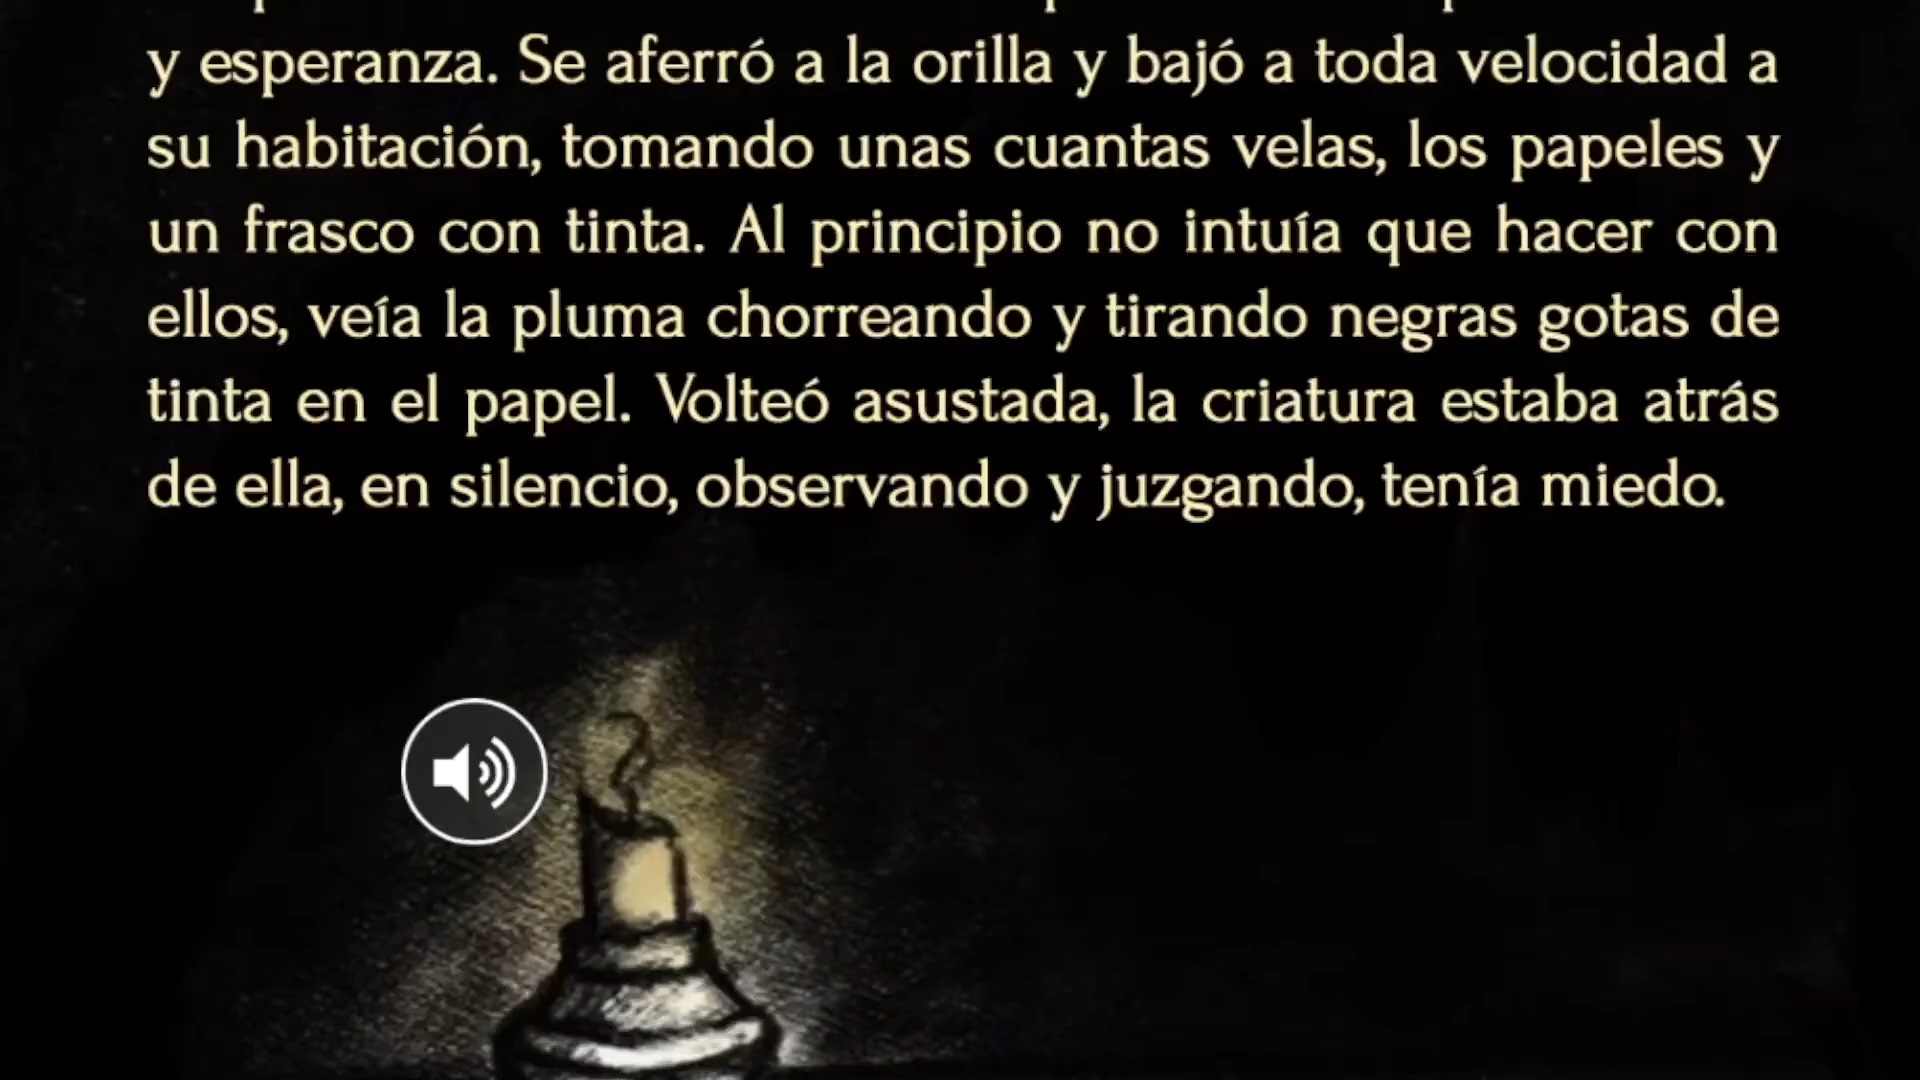 y esperanza. Se aferró a la orilla y bajó a toda velocidad a
su habitación, tomando unas cuantas velas, los papeles y
un frasco con tinta. Al principio no intuía que hacer con
ellos, veía la pluma chorreando y tirando negras gotas de
tinta en el papel. Volteó asustada, la criatura estaba atrás
de ella, en silencio, observando y juzgando, tenía miedo.